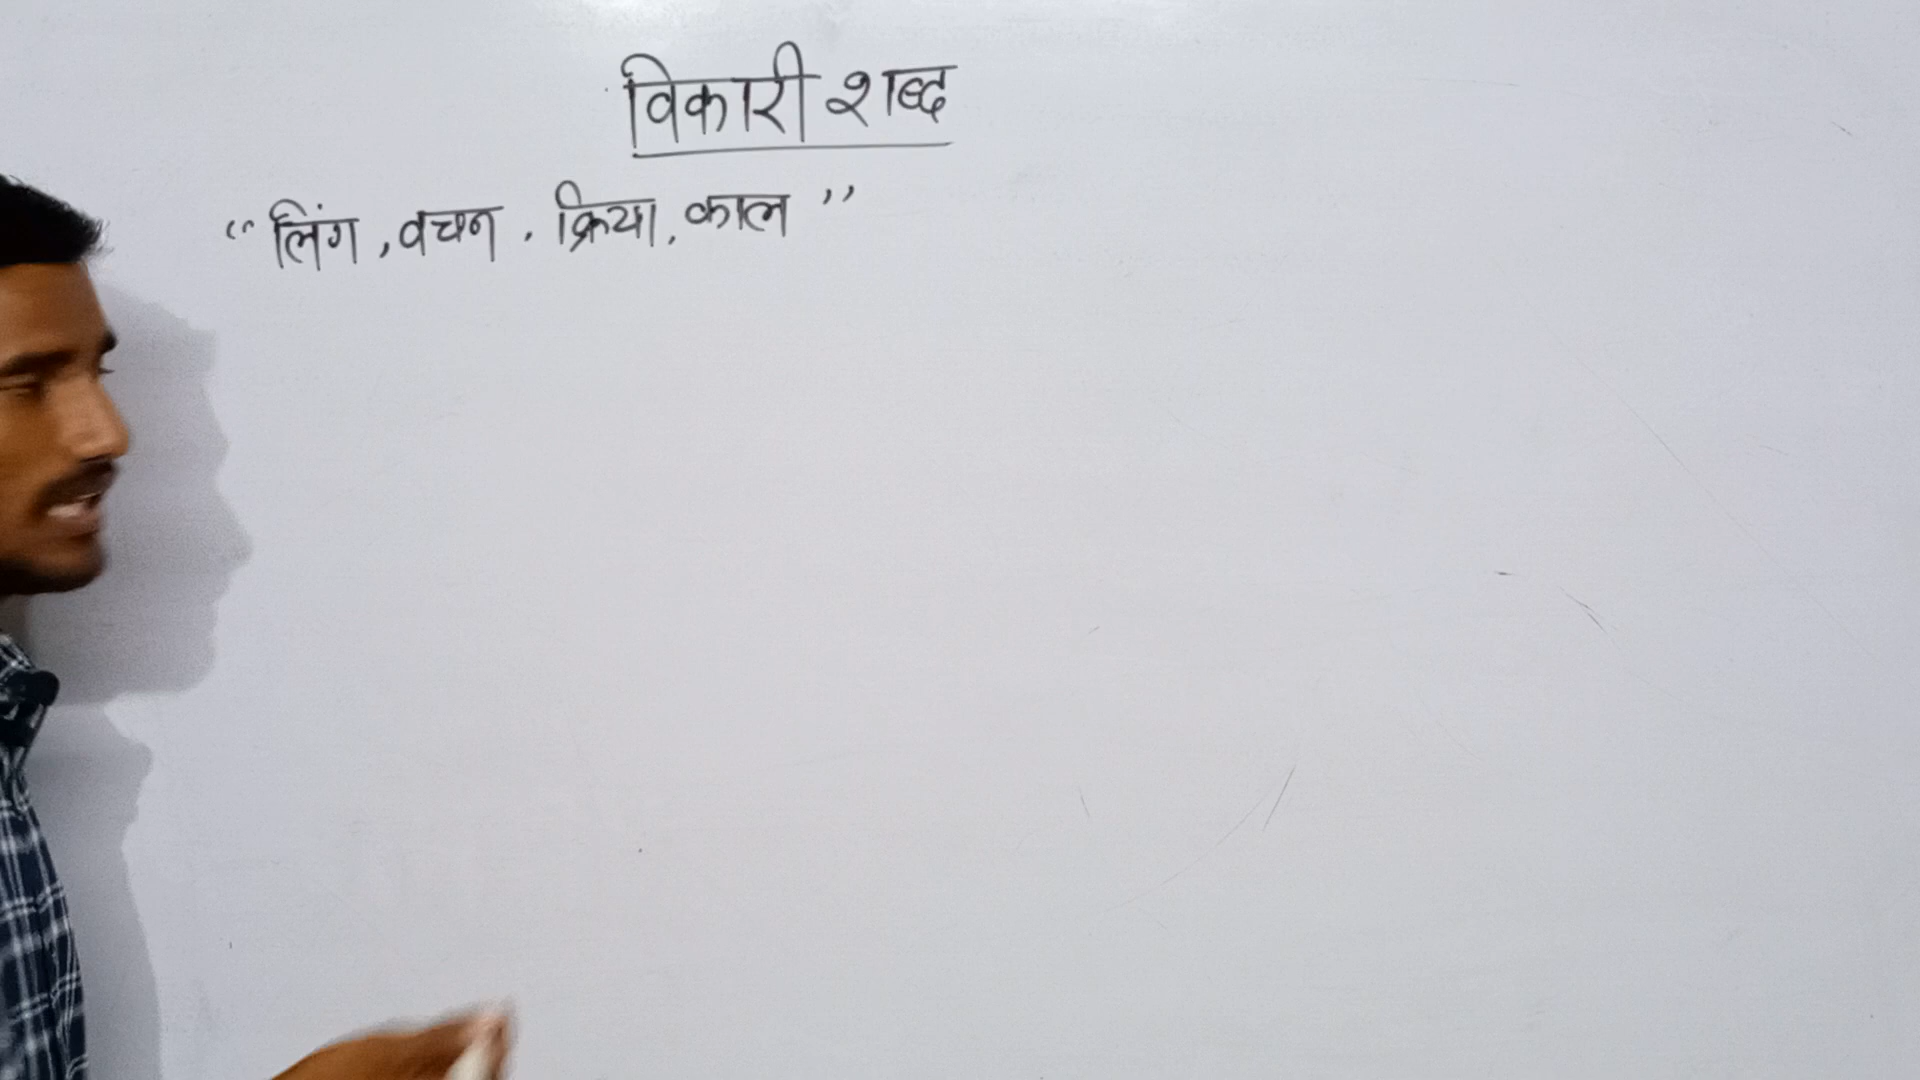 विकारी शब्द
“ लिंग , वचन , क्रिया, काल ”